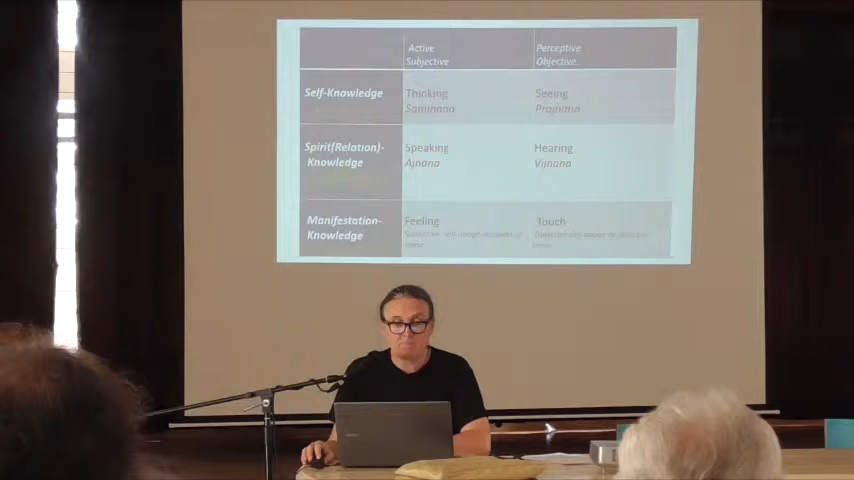 Active
Subjective
Perceptive
Objective.
Self-Knowledge
Thinking
Samjnana
Seeing
Prajnana
Spirit(Relation)-
Knowledge
Speaking
Ajnana
Hearing
Vijnana
Manifestation-
Knowledge
Feeling
Touch